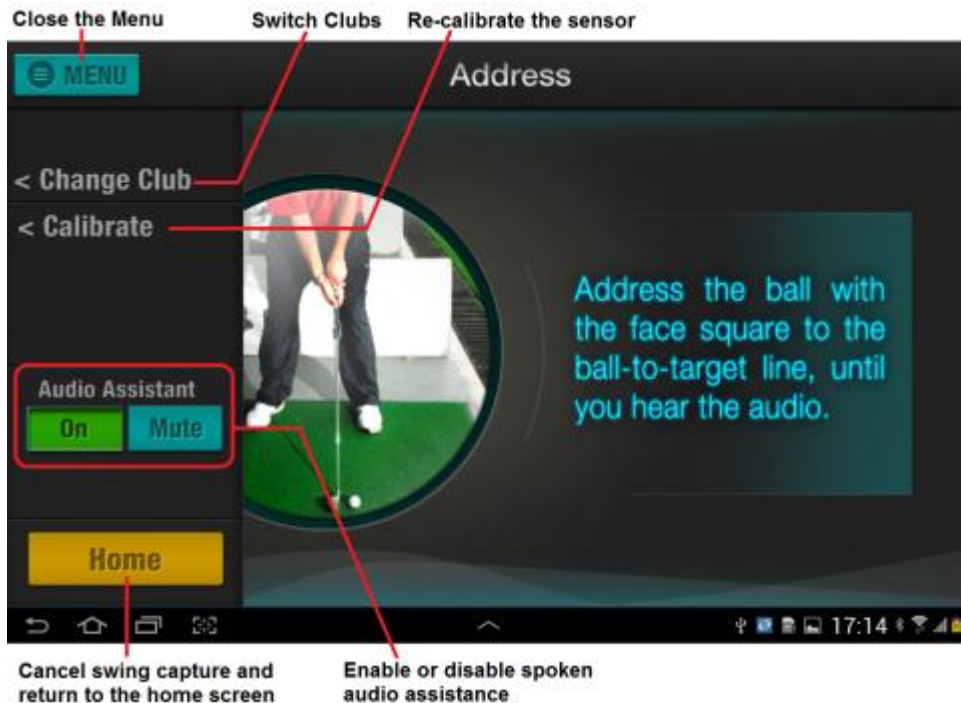 Close the Menu
Switch Clubs
Re-calibrate the sensor
MENU
Address
< Change Club
< Calibrate
Address the ball with
the face square to the
ball-to-target line, until
you hear the audio.
Audio Assistant
On
Mute
Home
17:14
Cancel swing capture and
return to the home screen
Enable or disable spoken
audio assistance